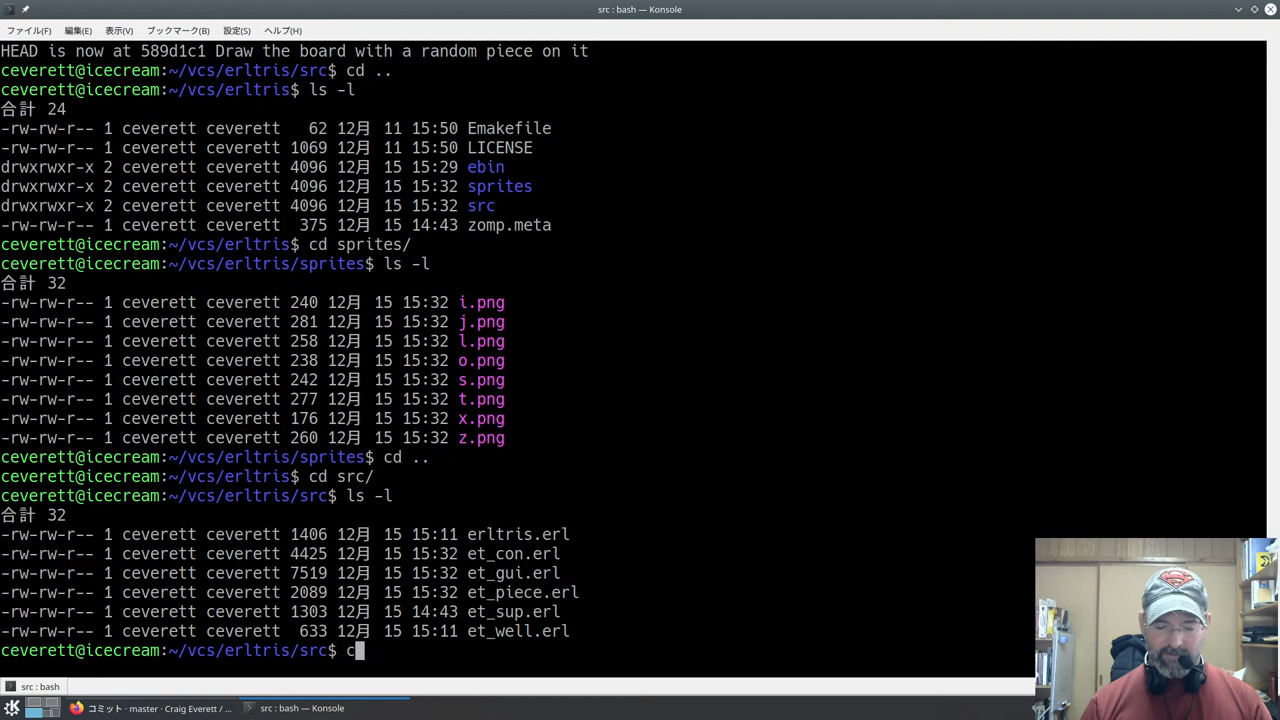 src : bash — Konsole
ファイル(F) 編集(E) 表示(V) ブックマーク(B) 設定(S) ヘルプ(H)
HEAD is now at 589d1c1 Draw the board with a random piece on it
ceverett@icecream:~/vcs/erltris/src$ cd ..
ceverett@icecream:~/vcs/erltris$ ls -l
合計 24
-rw-rw-r-- 1 ceverett ceverett   62 12月 11 15:50 Emakefile
-rw-rw-r-- 1 ceverett ceverett 1069 12月 11 15:50 LICENSE
drwxrwxr-x 2 ceverett ceverett 4096 12月 15 15:29 ebin
drwxrwxr-x 2 ceverett ceverett 4096 12月 15 15:32 sprites
drwxrwxr-x 2 ceverett ceverett 4096 12月 15 15:32 src
-rw-rw-r-- 1 ceverett ceverett  375 12月 15 14:43 zomp.meta
ceverett@icecream:~/vcs/erltris$ cd sprites/
ceverett@icecream:~/vcs/erltris/sprites$ ls -l
合計 32
-rw-rw-r-- 1 ceverett ceverett 240 12月 15 15:32 i.png
-rw-rw-r-- 1 ceverett ceverett 281 12月 15 15:32 j.png
-rw-rw-r-- 1 ceverett ceverett 258 12月 15 15:32 l.png
-rw-rw-r-- 1 ceverett ceverett 238 12月 15 15:32 o.png
-rw-rw-r-- 1 ceverett ceverett 242 12月 15 15:32 s.png
-rw-rw-r-- 1 ceverett ceverett 277 12月 15 15:32 t.png
-rw-rw-r-- 1 ceverett ceverett 176 12月 15 15:32 x.png
-rw-rw-r-- 1 ceverett ceverett 260 12月 15 15:32 z.png
ceverett@icecream:~/vcs/erltris/sprites$ cd ..
ceverett@icecream:~/vcs/erltris$ cd src/
ceverett@icecream:~/vcs/erltris/src$ ls -l
合計 32
-rw-rw-r-- 1 ceverett ceverett 1406 12月 15 15:11 erltris.erl
-rw-rw-r-- 1 ceverett ceverett 4425 12月 15 15:32 et_con.erl
-rw-rw-r-- 1 ceverett ceverett 7519 12月 15 15:32 et_gui.erl
-rw-rw-r-- 1 ceverett ceverett 2089 12月 15 15:32 et_piece.erl
-rw-rw-r-- 1 ceverett ceverett 1303 12月 15 14:43 et_sup.erl
-rw-rw-r-- 1 ceverett ceverett  633 12月 15 15:11 et_well.erl
ceverett@icecream:~/vcs/erltris/src$ c
src : bash
コミット · master · Craig Everett / ... src : bash — Konsole